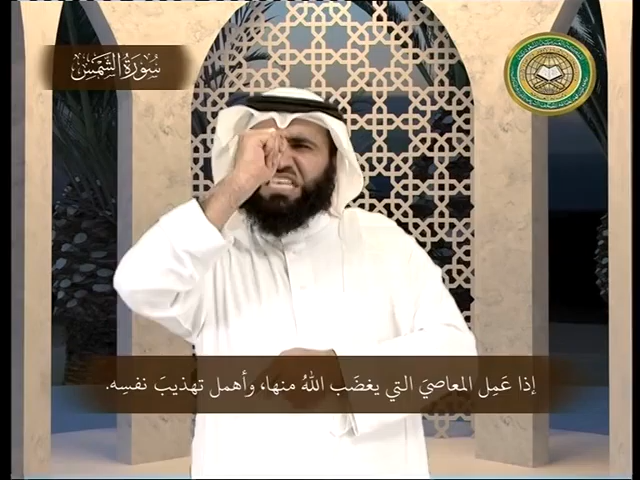 سُورَةُ الشَّمْسِ
إذا عَمِل المعاصيَ التي يغضَب اللهُ منها، وأهمل تهذيبَ نفسِه.